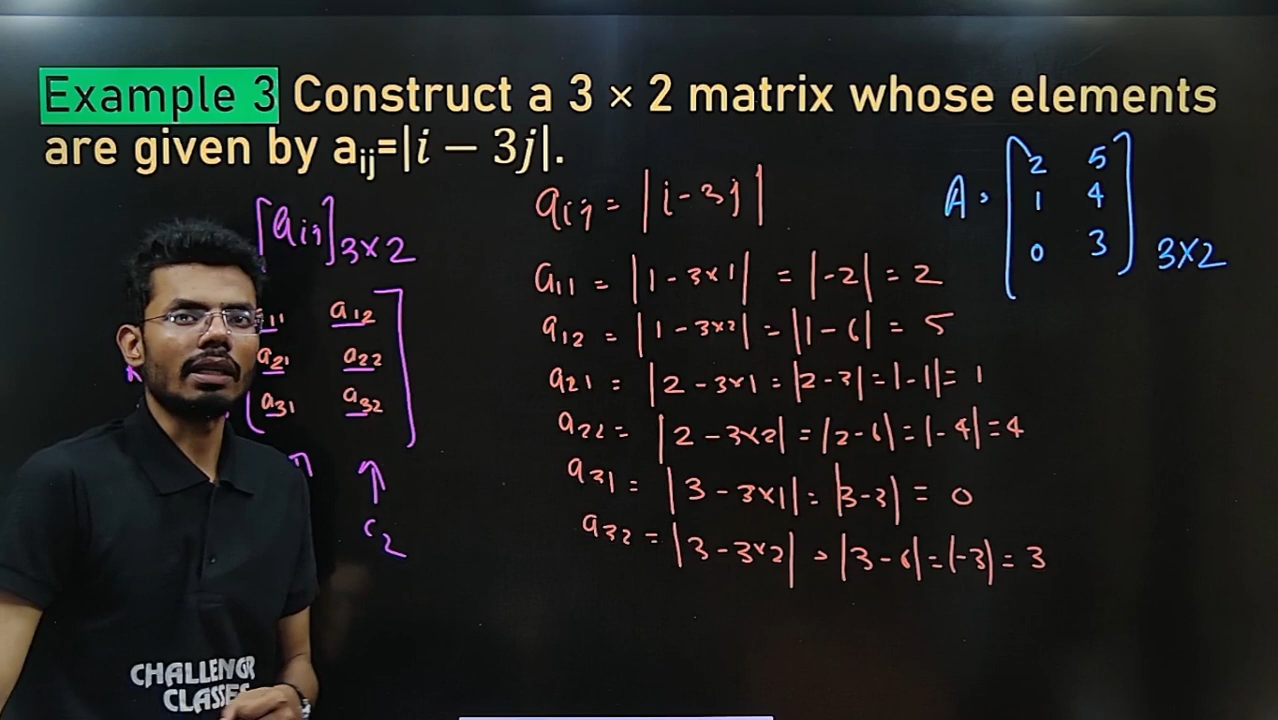 Example 3 Construct a 3 × 2 matrix whose elements
are given by aij=|i − 3j|.
[aij]3×2
a12
a21 a22
a31 a32
c2
aij = |i-3j|
a11 = |1-3×1| = |-2| = 2
a12 = |1-3×2| = |1-6| = 5
a21 = |2-3×1 = |2-3| = |-1| = 1
a22 = |2-3×2| = |2-6| = |-4| = 4
a31 = |3-3×1| = |3-3| = 0
a32 = |3-3×2| = |3-6| = |-3| = 3
A = [2 5
1 4
0 3] 3×2
CHALLENGR
CLASSES